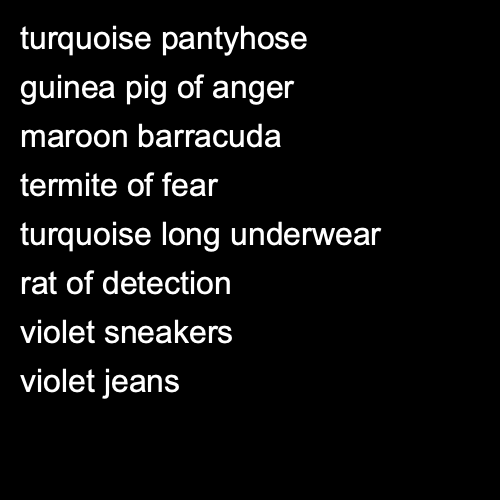 turquoise pantyhose
guinea pig of anger
maroon barracuda
termite of fear
turquoise long underwear
rat of detection
violet sneakers
violet jeans